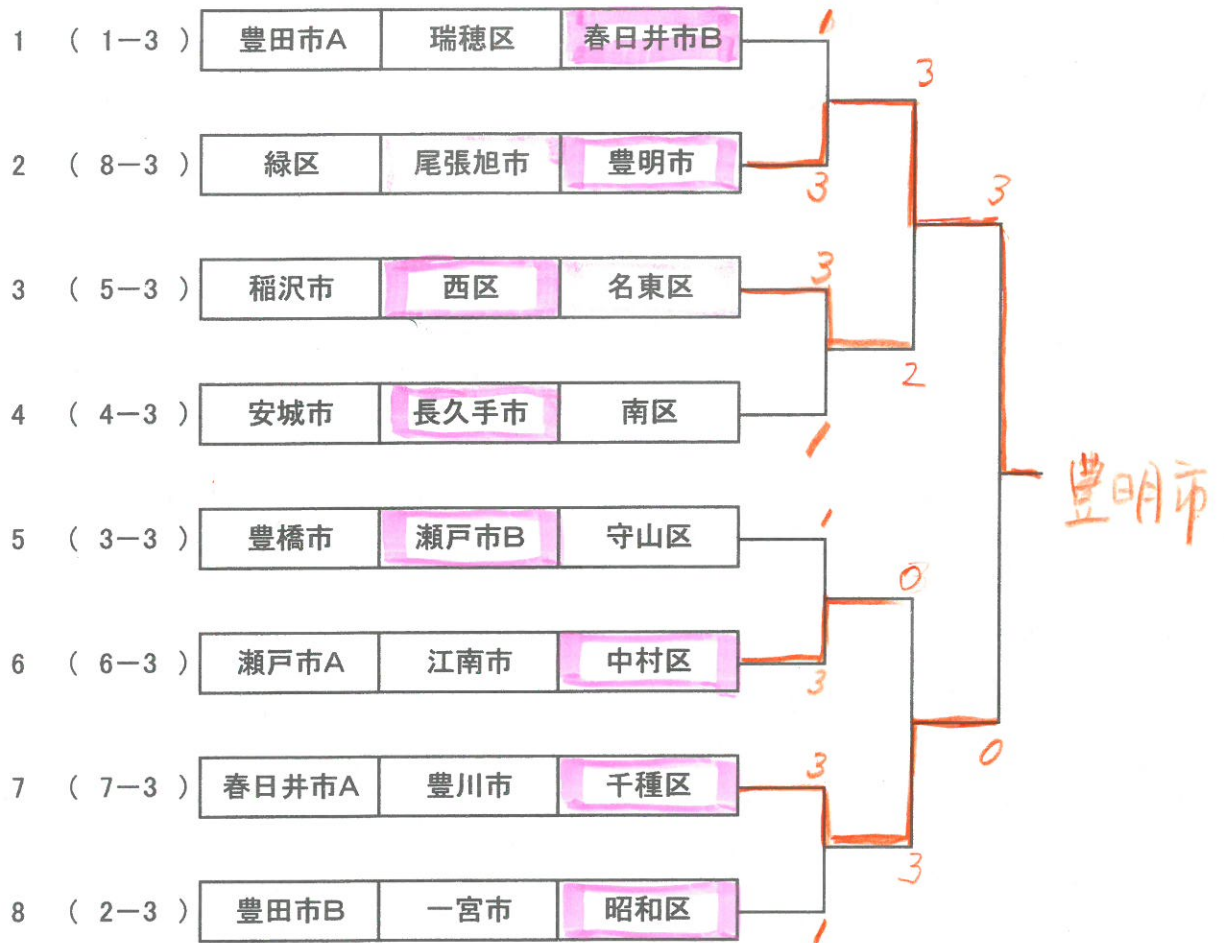 1 ( 1-3 ) 豊田市A 瑞穂区 春日井市B 1
3
2 ( 8-3 ) 緑区 尾張旭市 豊明市 3
3
3 ( 5-3 ) 稲沢市 西区 名東区 3
2
4 ( 4-3 ) 安城市 長久手市 南区 1
豊明市
5 ( 3-3 ) 豊橋市 瀬戸市B 守山区 1
0
6 ( 6-3 ) 瀬戸市A 江南市 中村区 3
0
7 ( 7-3 ) 春日井市A 豊川市 千種区 3
3
8 ( 2-3 ) 豊田市B 一宮市 昭和区 1